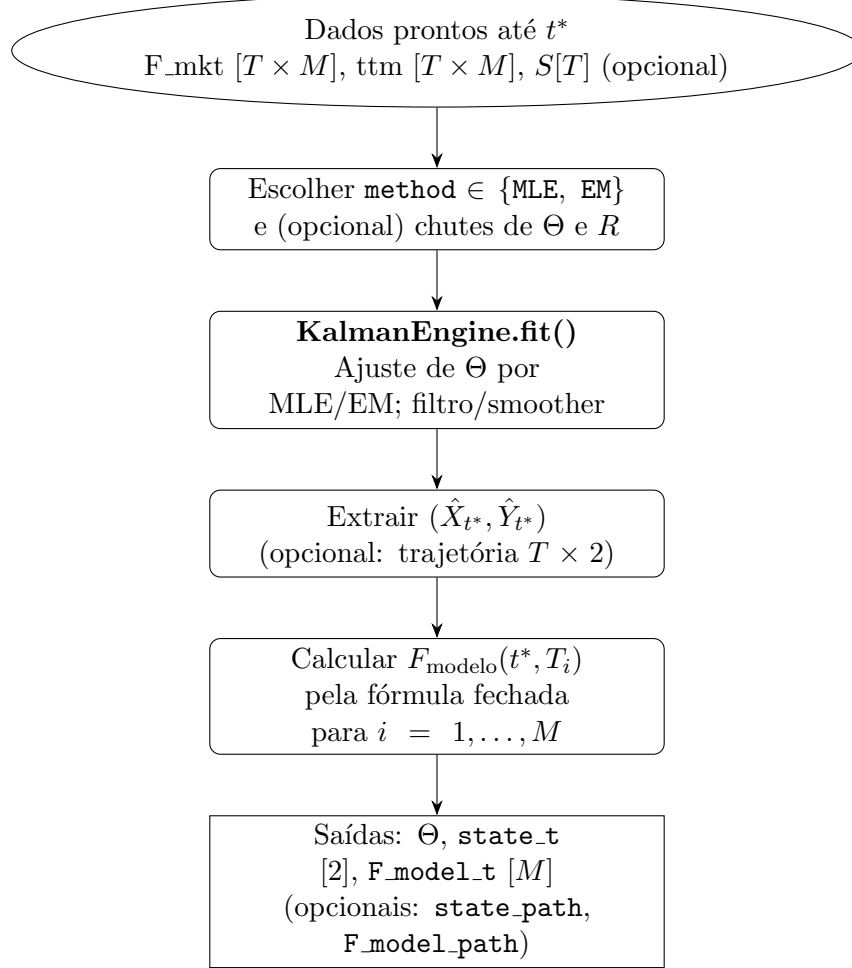 Dados prontos até t*
F_mkt [T × M], ttm [T × M], S[T] (opcional)
Escolher method ∈ {MLE, EM}
e (opcional) chutes de Θ e R
KalmanEngine.fit()
Ajuste de Θ por
MLE/EM; filtro/smoother
Extrair (X̂_{t*}, Ŷ_{t*})
(opcional: trajetória T × 2)
Calcular F_modelo(t*, T_i)
pela fórmula fechada
para i = 1, . . . , M
Saídas: Θ, state_t
[2], F_model_t [M]
(opcionais: state_path,
F_model_path)